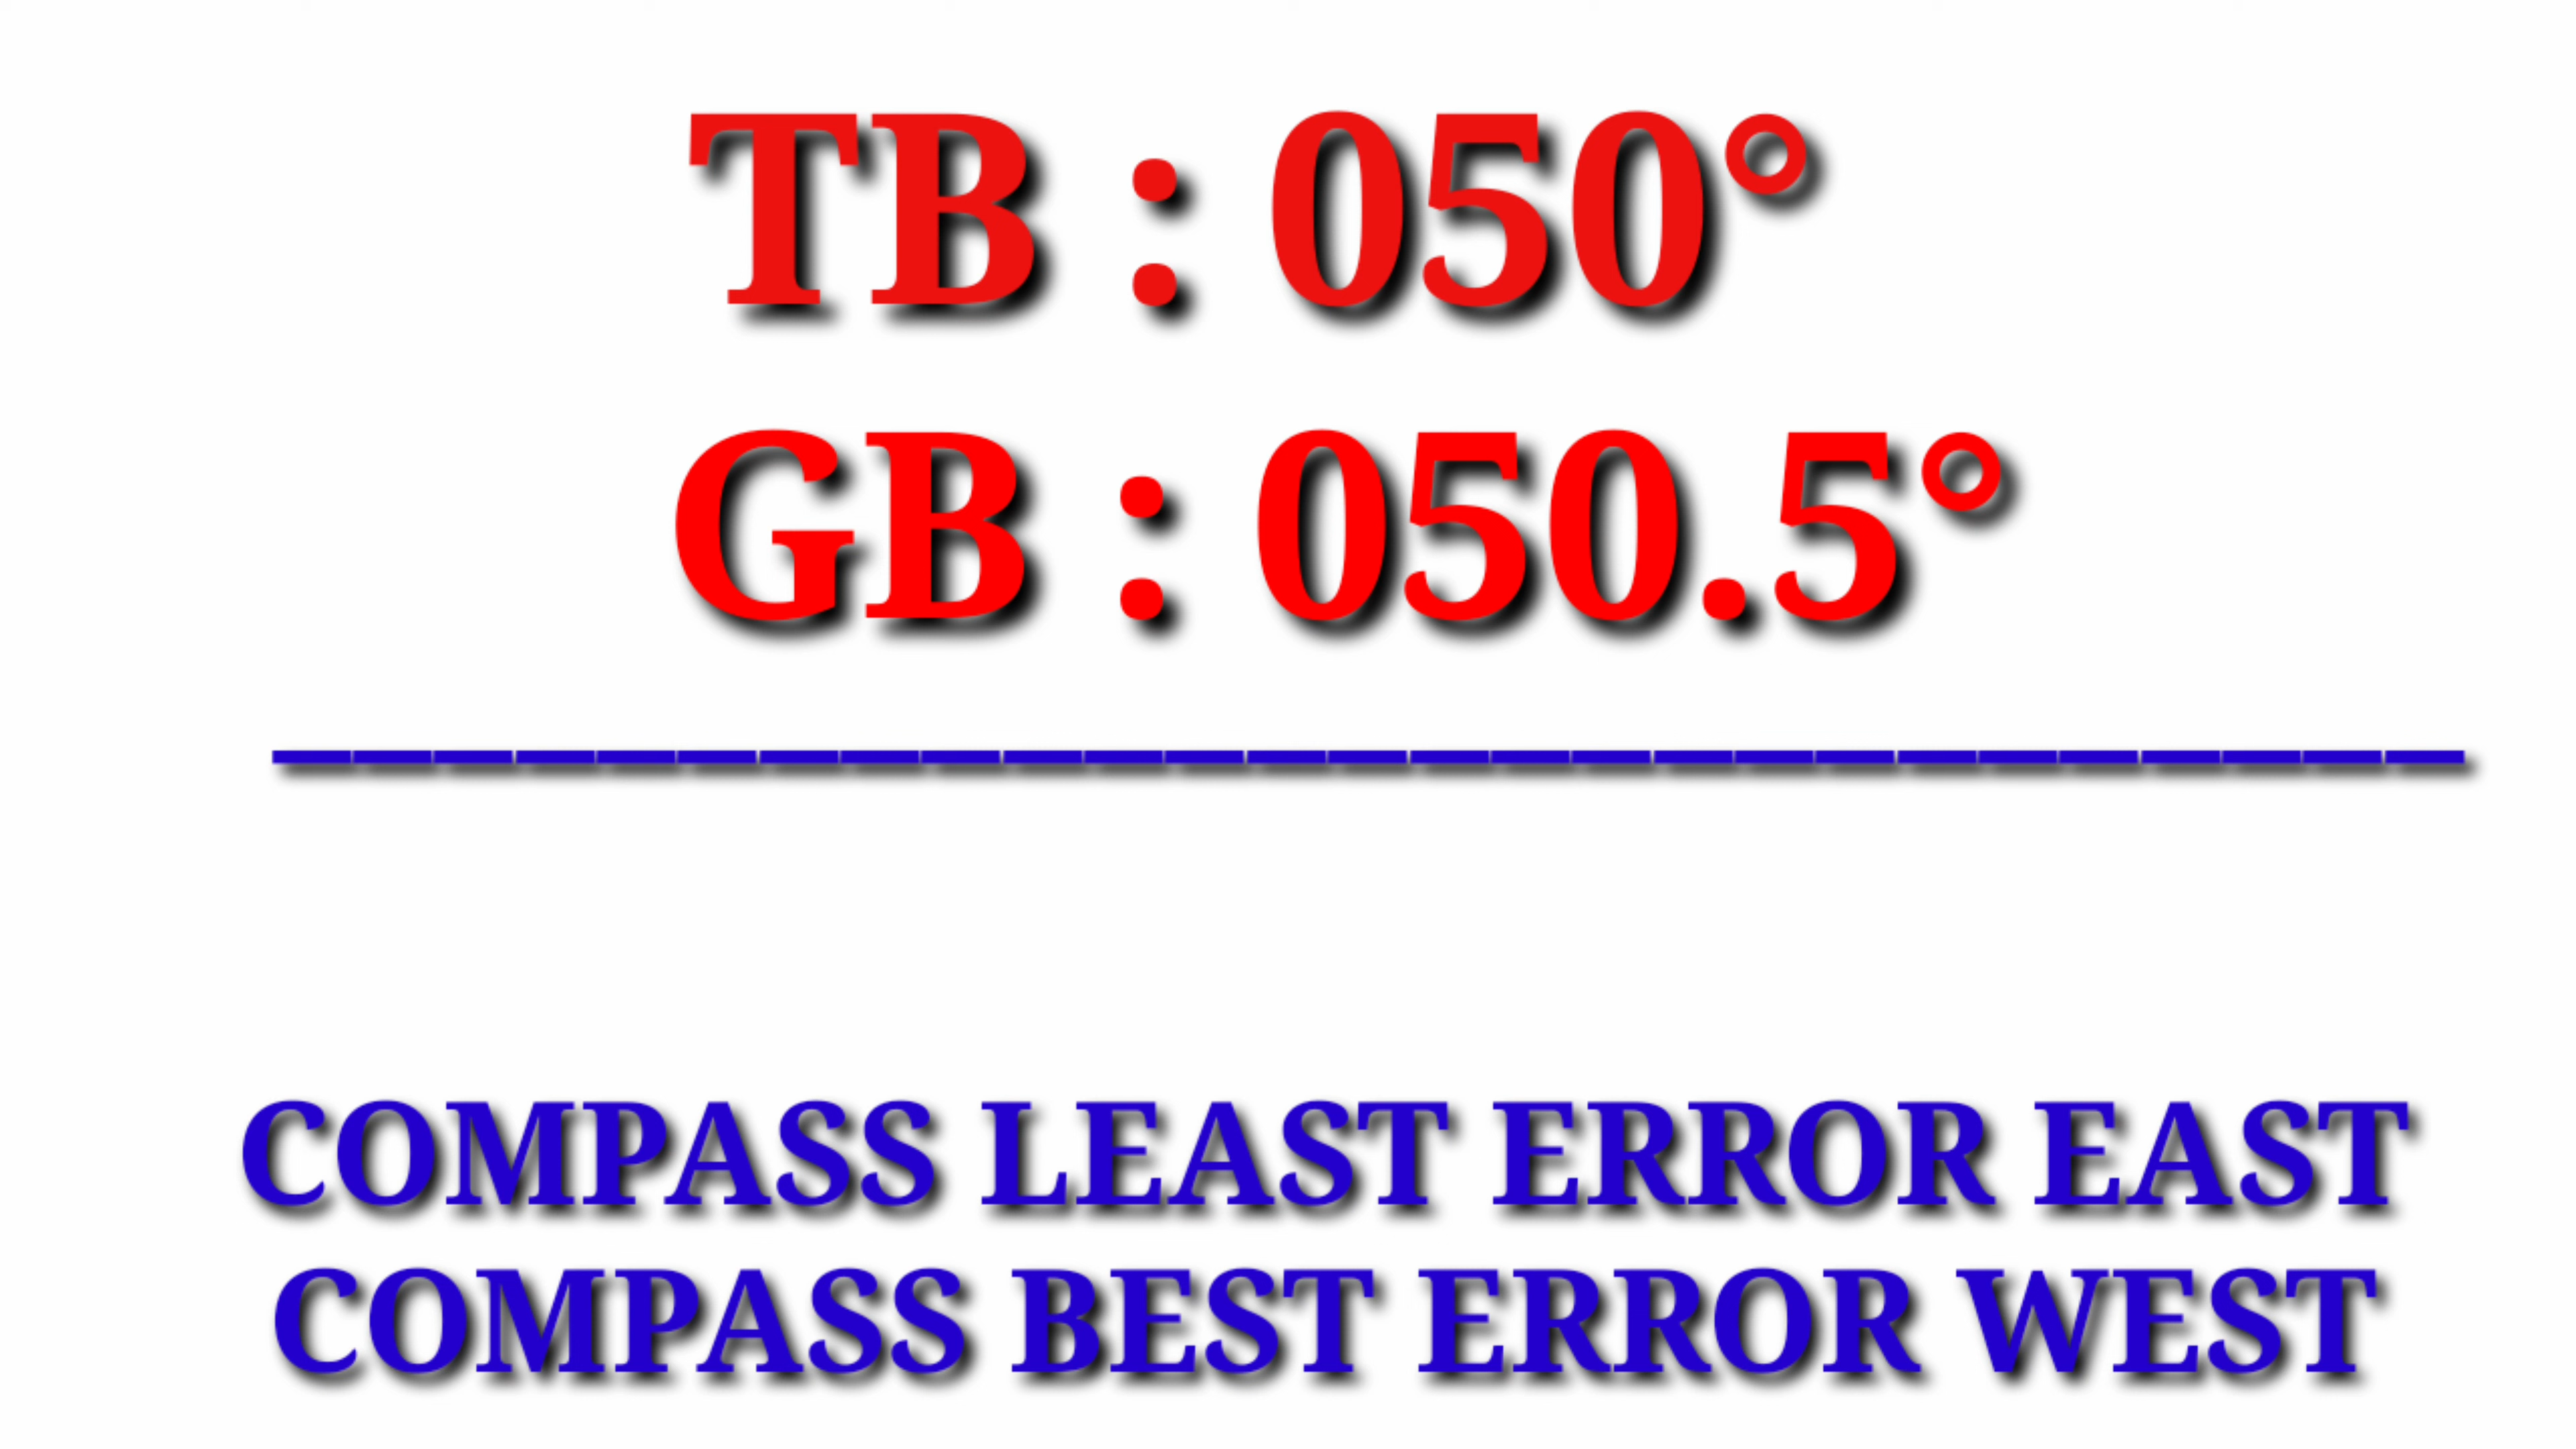 TB : 050°
GB : 050.5°
COMPASS LEAST ERROR EAST
COMPASS BEST ERROR WEST